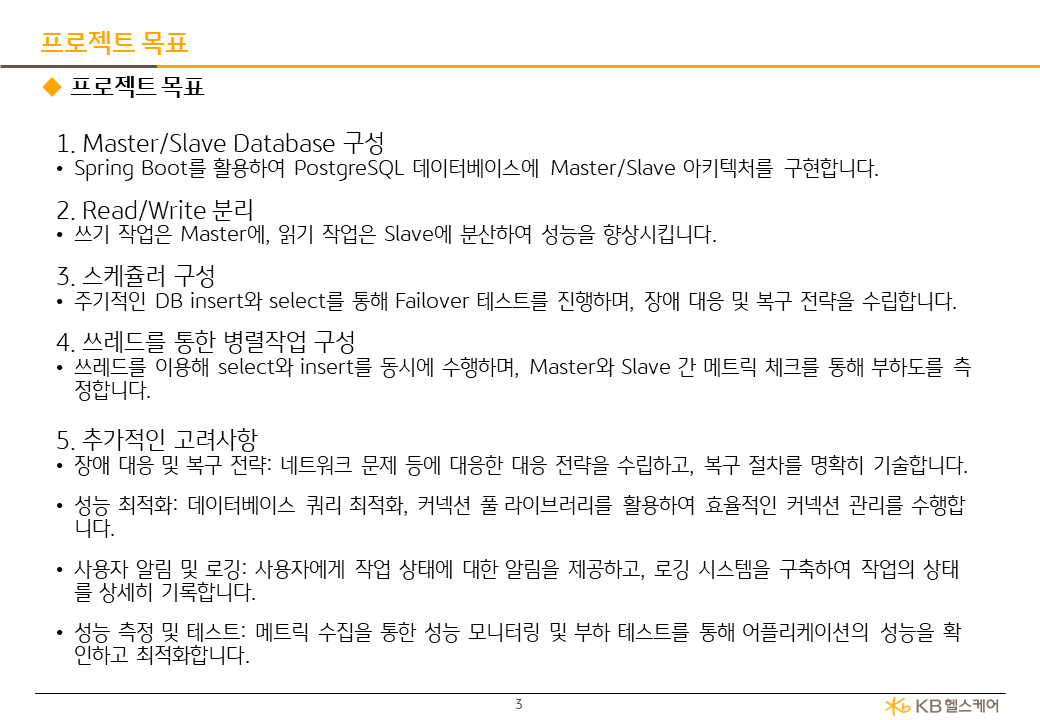 프로젝트 목표
◆ 프로젝트 목표
1. Master/Slave Database 구성
• Spring Boot를 활용하여 PostgreSQL 데이터베이스에 Master/Slave 아키텍처를 구현합니다.
2. Read/Write 분리
• 쓰기 작업은 Master에, 읽기 작업은 Slave에 분산하여 성능을 향상시킵니다.
3. 스케쥴러 구성
• 주기적인 DB insert와 select를 통해 Failover 테스트를 진행하며, 장애 대응 및 복구 전략을 수립합니다.
4. 쓰레드를 통한 병렬작업 구성
• 쓰레드를 이용해 select와 insert를 동시에 수행하며, Master와 Slave 간 메트릭 체크를 통해 부하도를 측
정합니다.
5. 추가적인 고려사항
• 장애 대응 및 복구 전략: 네트워크 문제 등에 대응한 대응 전략을 수립하고, 복구 절차를 명확히 기술합니다.
• 성능 최적화: 데이터베이스 쿼리 최적화, 커넥션 풀 라이브러리를 활용하여 효율적인 커넥션 관리를 수행합
니다.
• 사용자 알림 및 로깅: 사용자에게 작업 상태에 대한 알림을 제공하고, 로깅 시스템을 구축하여 작업의 상태
를 상세히 기록합니다.
• 성능 측정 및 테스트: 메트릭 수집을 통한 성능 모니터링 및 부하 테스트를 통해 어플리케이션의 성능을 확
인하고 최적화합니다.
3
KB헬스케어